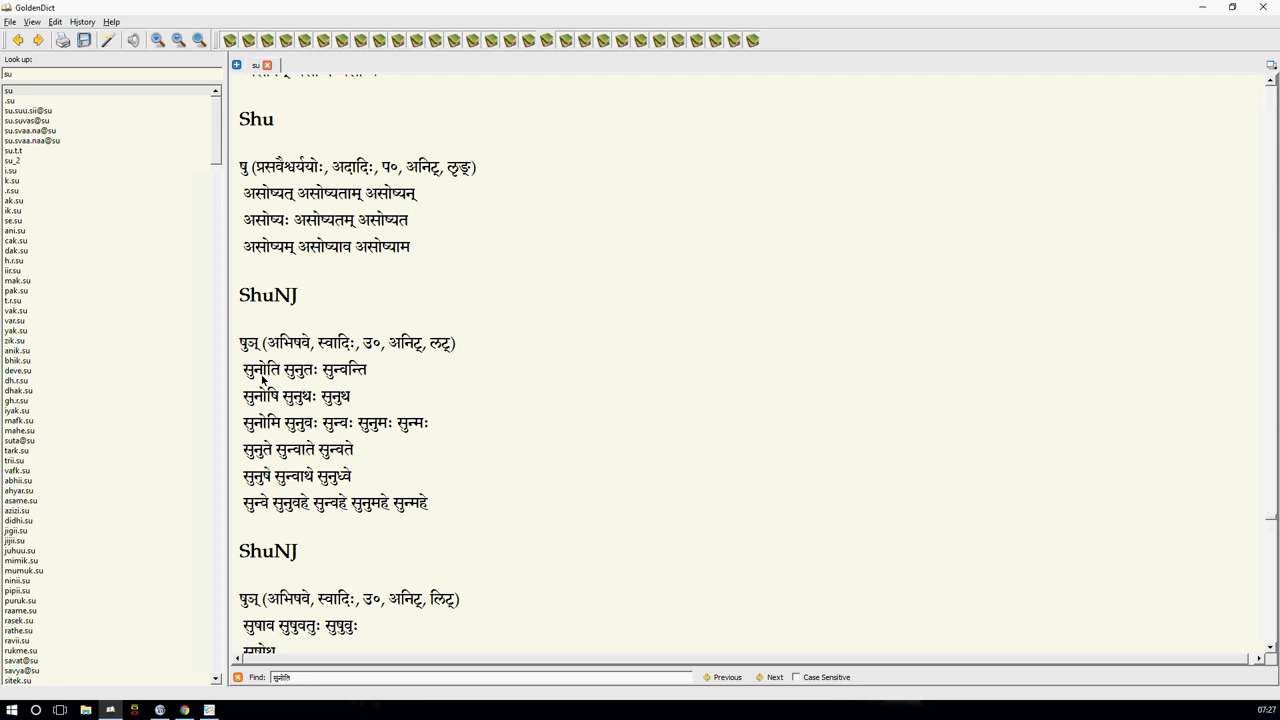 GoldenDict
File View Edit History Help
Look up:
su
su
su
.su
su.suu.sii@su
su.suvas@su
su.svaa.na@su
su.svaa.naa@su
su.t.t
su_2
i.su
k.su
.r.su
ak.su
ik.su
se.su
ani.su
cak.su
dak.su
h.r.su
iir.su
mak.su
pak.su
t.r.su
vak.su
var.su
yak.su
zik.su
anik.su
bhik.su
deve.su
dh.r.su
dhak.su
gh.r.su
iyak.su
mafk.su
mahe.su
suta@su
tark.su
trii.su
vafk.su
abhii.su
ahyar.su
asame.su
azizi.su
didhi.su
jigii.su
jijii.su
juhuu.su
mimik.su
mumuk.su
ninii.su
pipii.su
puruk.su
raame.su
rasek.su
rathe.su
ravii.su
rukme.su
savat@su
savya@su
sitek.su
Shu
षु (प्रसवैश्वर्ययोः, अदादिः, प०, अनिट्, लृङ्)
असोष्यत् असोष्यताम् असोष्यन्
असोष्यः असोष्यतम् असोष्यत
असोष्यम् असोष्याव असोष्याम
ShuNJ
षुञ् (अभिषवे, स्वादिः, उ०, अनिट्, लट्)
सुनोति सुनुतः सुन्वन्ति
सुनोषि सुनुथः सुनुथ
सुनोमि सुनुवः सुन्वः सुनुमः सुन्मः
सुनुते सुन्वाते सुन्वते
सुनुषे सुन्वाथे सुनुध्वे
सुन्वे सुनुवहे सुन्वहे सुनुमहे सुन्महे
ShuNJ
षुञ् (अभिषवे, स्वादिः, उ०, अनिट्, लिट्)
सुषाव सुषुवतुः सुषुवुः
Find: सुनोति Previous Next Case Sensitive
07:27